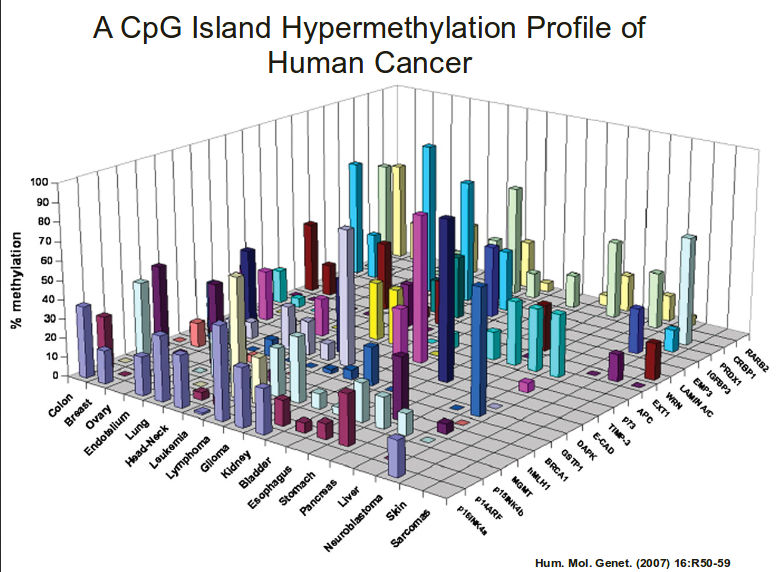 A CpG Island Hypermethylation Profile of
Human Cancer
% methylation
100
90
80
70
60
50
40
30
20
10
0
Colon
Breast
Ovary
Endotelium
Lung
Head-Neck
Leukemia
Lymphoma
Glioma
Kidney
Bladder
Esophagus
Stomach
Pancreas
Liver
Neuroblastoma
Skin
Sarcomas
p16INK4a
p14ARF
p15INK4b
MGMT
hMLH1
BRCA1
GSTP1
DAPK
E-CAD
TIMP-3
p73
APC
EXT1
WRN
LAMIN A/C
EMP3
IGFBP3
PROX1
CRBP1
RARB2
Hum. Mol. Genet. (2007) 16:R50-59